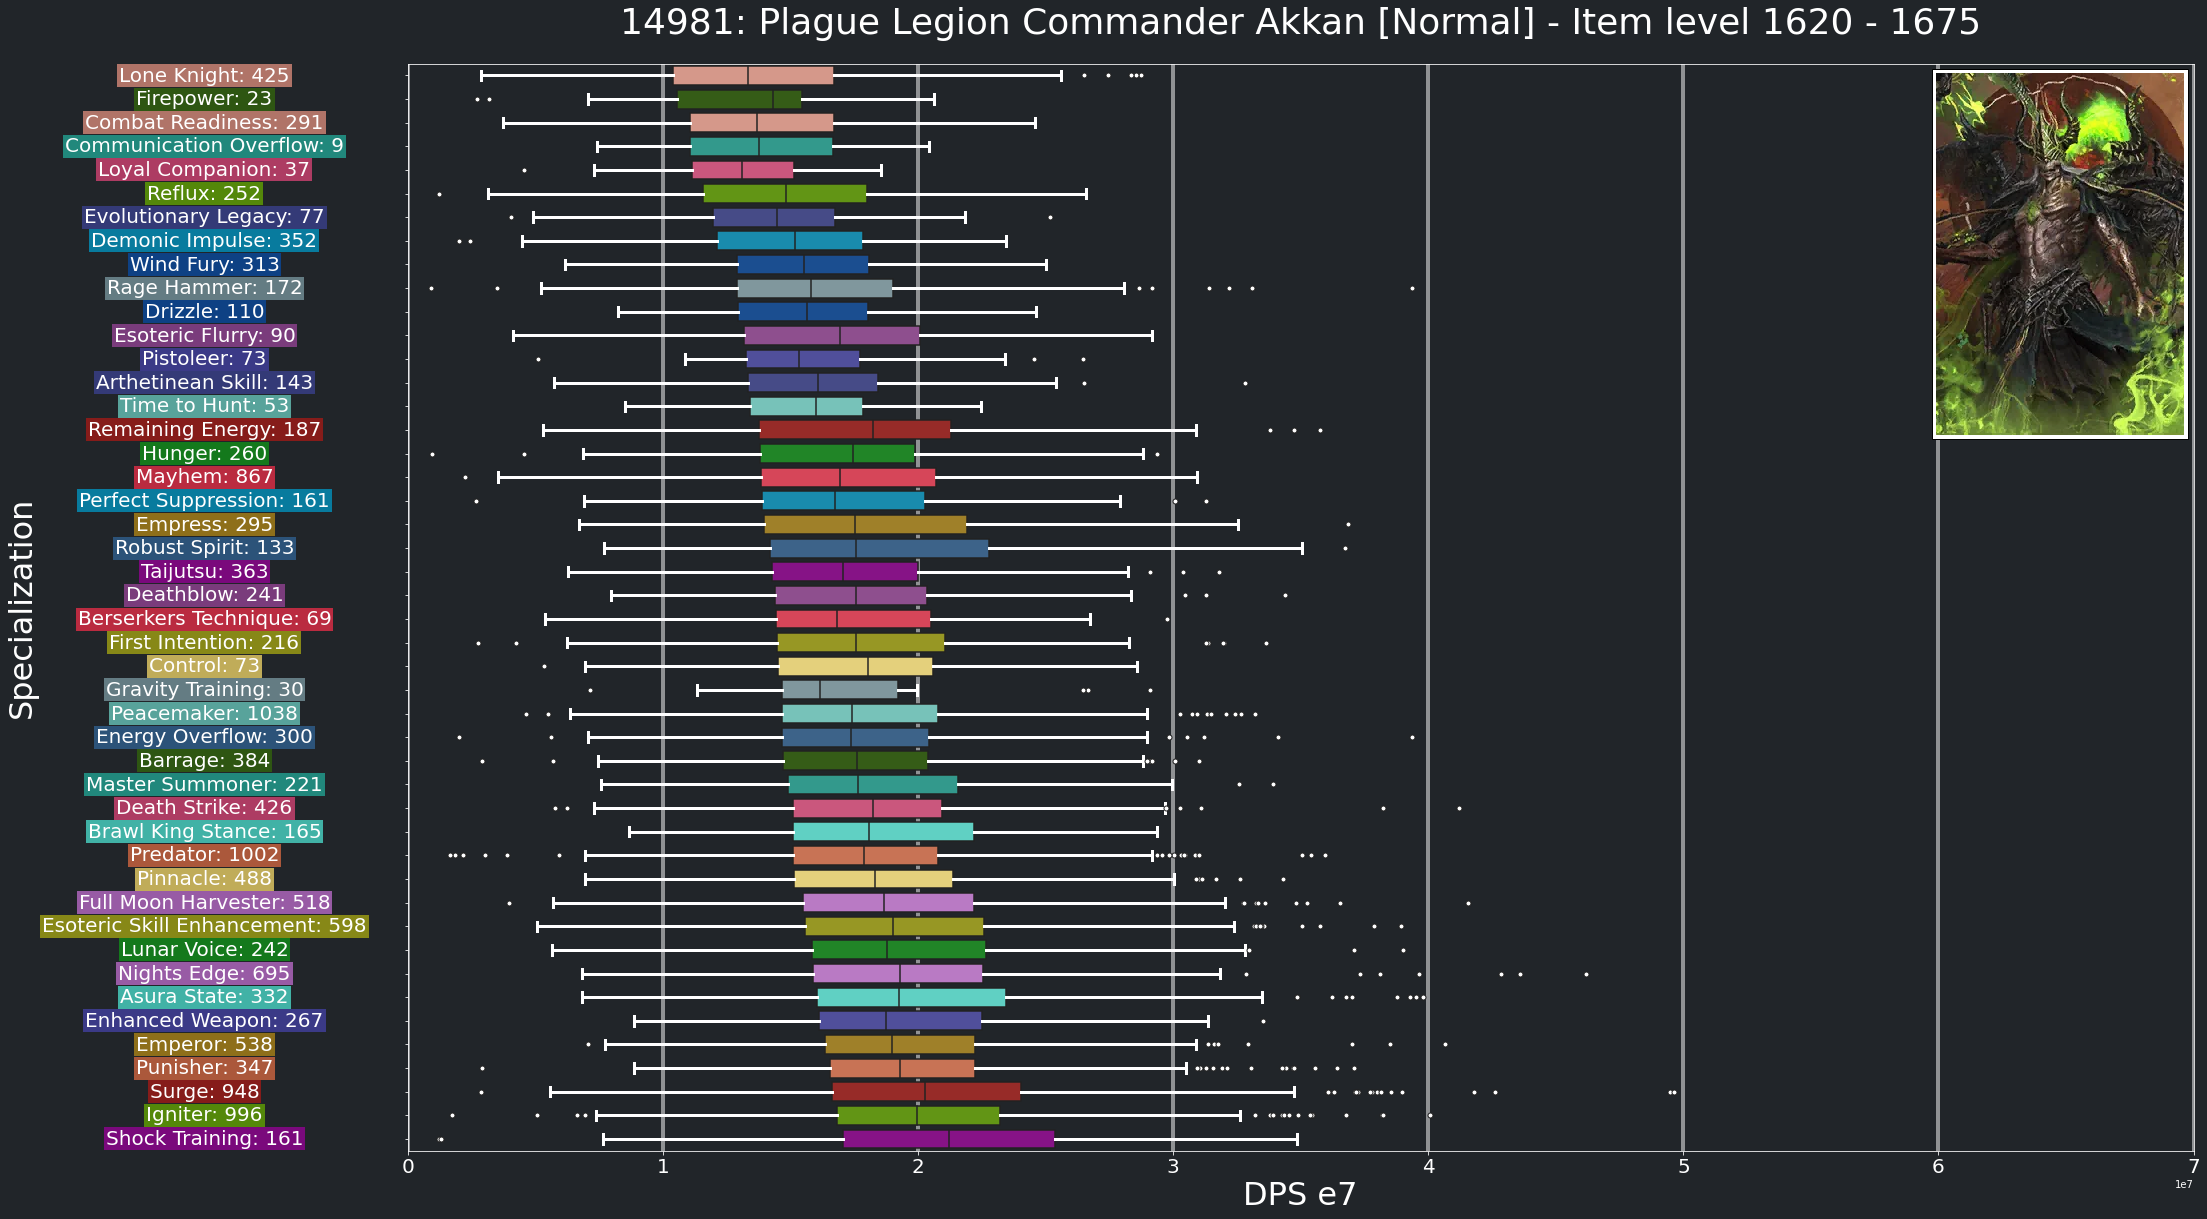 14981: Plague Legion Commander Akkan [Normal] - Item level 1620 - 1675
Specialization
Lone Knight: 425
Firepower: 23
Combat Readiness: 291
Communication Overflow: 9
Loyal Companion: 37
Reflux: 252
Evolutionary Legacy: 77
Demonic Impulse: 352
Wind Fury: 313
Rage Hammer: 172
Drizzle: 110
Esoteric Flurry: 90
Pistoleer: 73
Arthetinean Skill: 143
Time to Hunt: 53
Remaining Energy: 187
Hunger: 260
Mayhem: 867
Perfect Suppression: 161
Empress: 295
Robust Spirit: 133
Taijutsu: 363
Deathblow: 241
Berserkers Technique: 69
First Intention: 216
Control: 73
Gravity Training: 30
Peacemaker: 1038
Energy Overflow: 300
Barrage: 384
Master Summoner: 221
Death Strike: 426
Brawl King Stance: 165
Predator: 1002
Pinnacle: 488
Full Moon Harvester: 518
Esoteric Skill Enhancement: 598
Lunar Voice: 242
Nights Edge: 695
Asura State: 332
Enhanced Weapon: 267
Emperor: 538
Punisher: 347
Surge: 948
Igniter: 996
Shock Training: 161
0 1 2 3 4 5 6 7
1e7
DPS e7